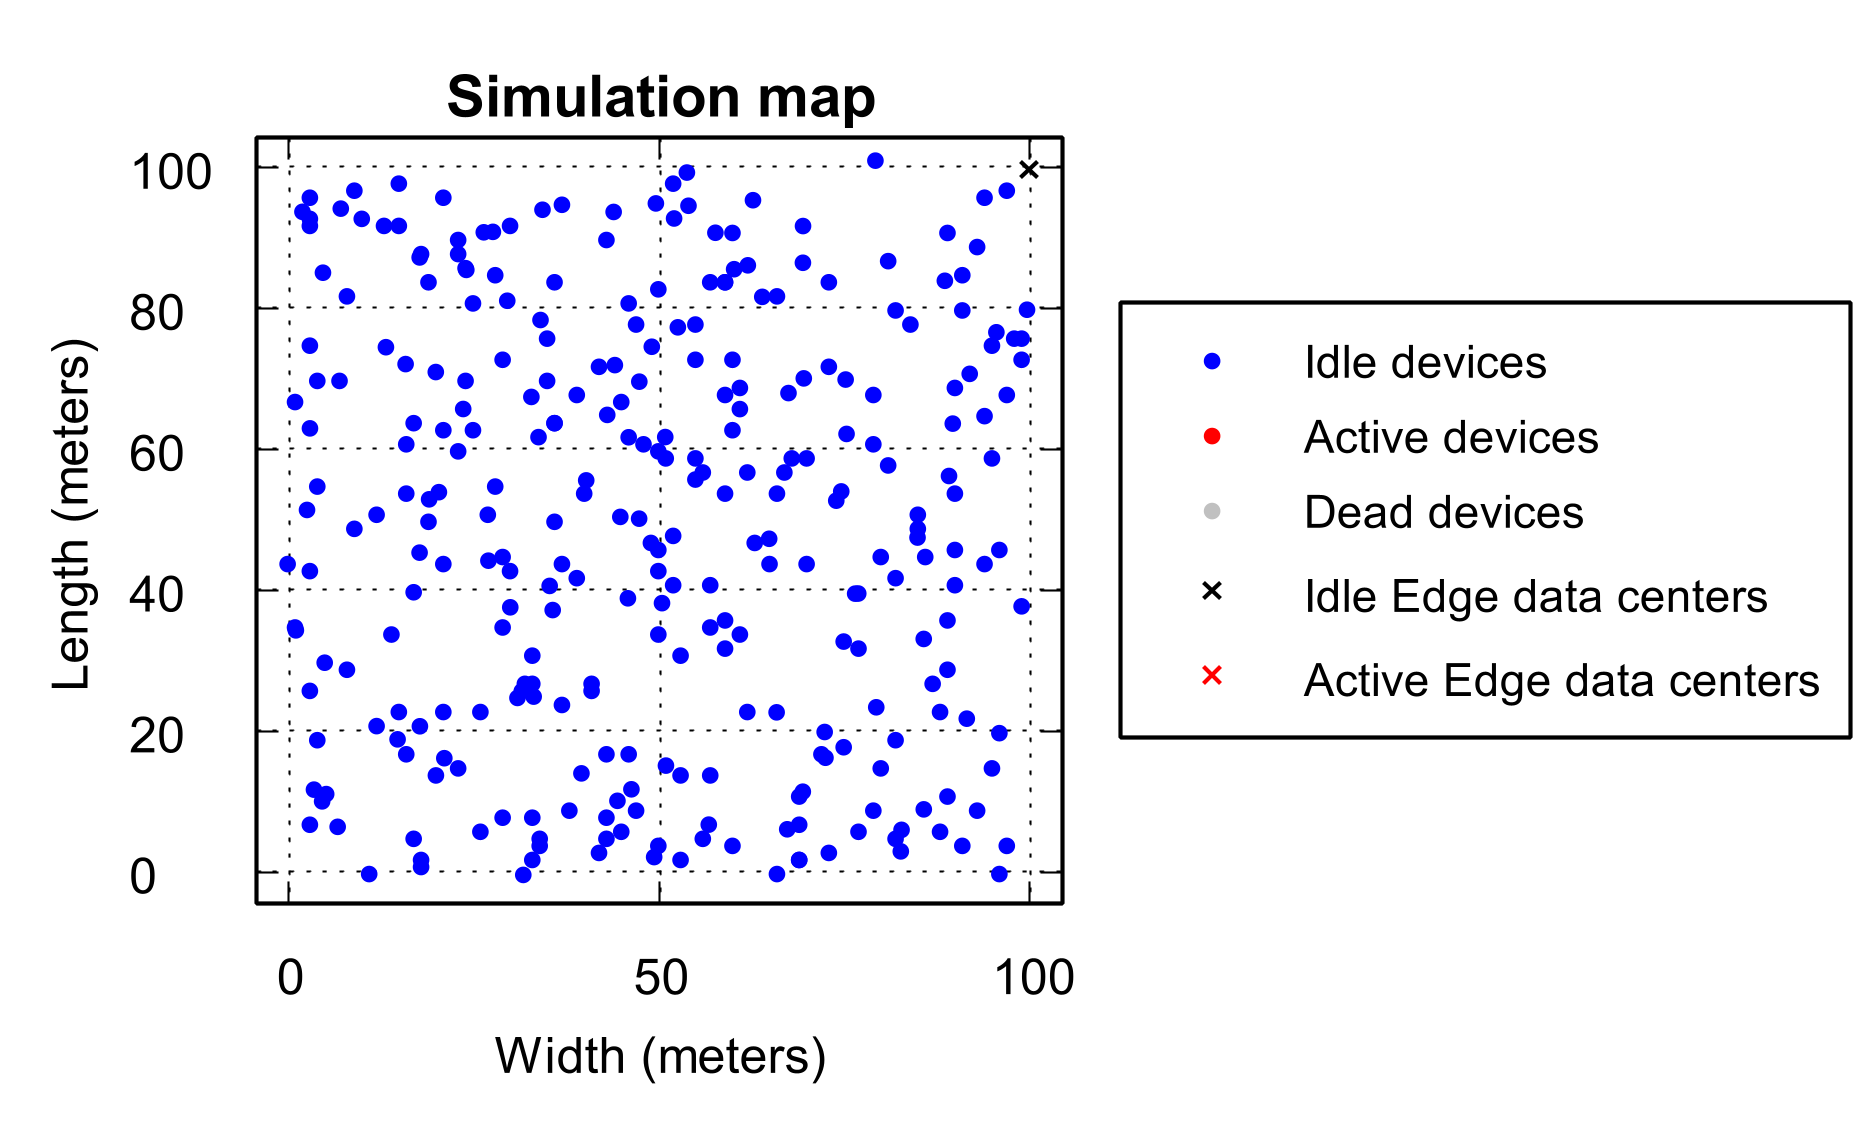 Simulation map
100
80
60
40
20
0
Length (meters)
0 50 100
Width (meters)
Idle devices
Active devices
Dead devices
Idle Edge data centers
Active Edge data centers